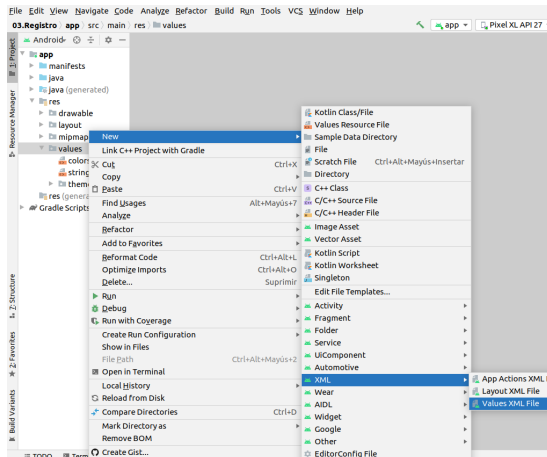 File Edit View Navigate Code Analyze Refactor Build Run Tools VCS Window Help
03.Registro app src main res values
app
Pixel XL API 27
Android
1: Project
Resource Manager
Z: Structure
2: Favorites
Build Variants
app
manifests
java
java (generated)
res
drawable
layout
mipmap
values
colors
string
them
res (genera
Gradle Scripts
New
Link C++ Project with Gradle
Cut Ctrl+X
Copy
Paste Ctrl+V
Find Usages Alt+Mayús+7
Analyze
Refactor
Add to Favorites
Reformat Code Ctrl+Alt+L
Optimize Imports Ctrl+Alt+O
Delete... Suprimir
Run
Debug
Run with Coverage
Create Run Configuration
Show in Files
File Path Ctrl+Alt+Mayús+2
Open in Terminal
Local History
Reload from Disk
Compare Directories Ctrl+D
Mark Directory as
Remove BOM
Create Gist...
Kotlin Class/File
Values Resource File
Sample Data Directory
File
Scratch File Ctrl+Alt+Mayús+Insertar
Directory
C++ Class
C/C++ Source File
C/C++ Header File
Image Asset
Vector Asset
Kotlin Script
Kotlin Worksheet
Singleton
Edit File Templates...
Activity
Fragment
Folder
Service
UiComponent
Automotive
XML
Wear
AIDL
Widget
Google
Other
EditorConfig File
App Actions XML
Layout XML File
Values XML File
TODO Term